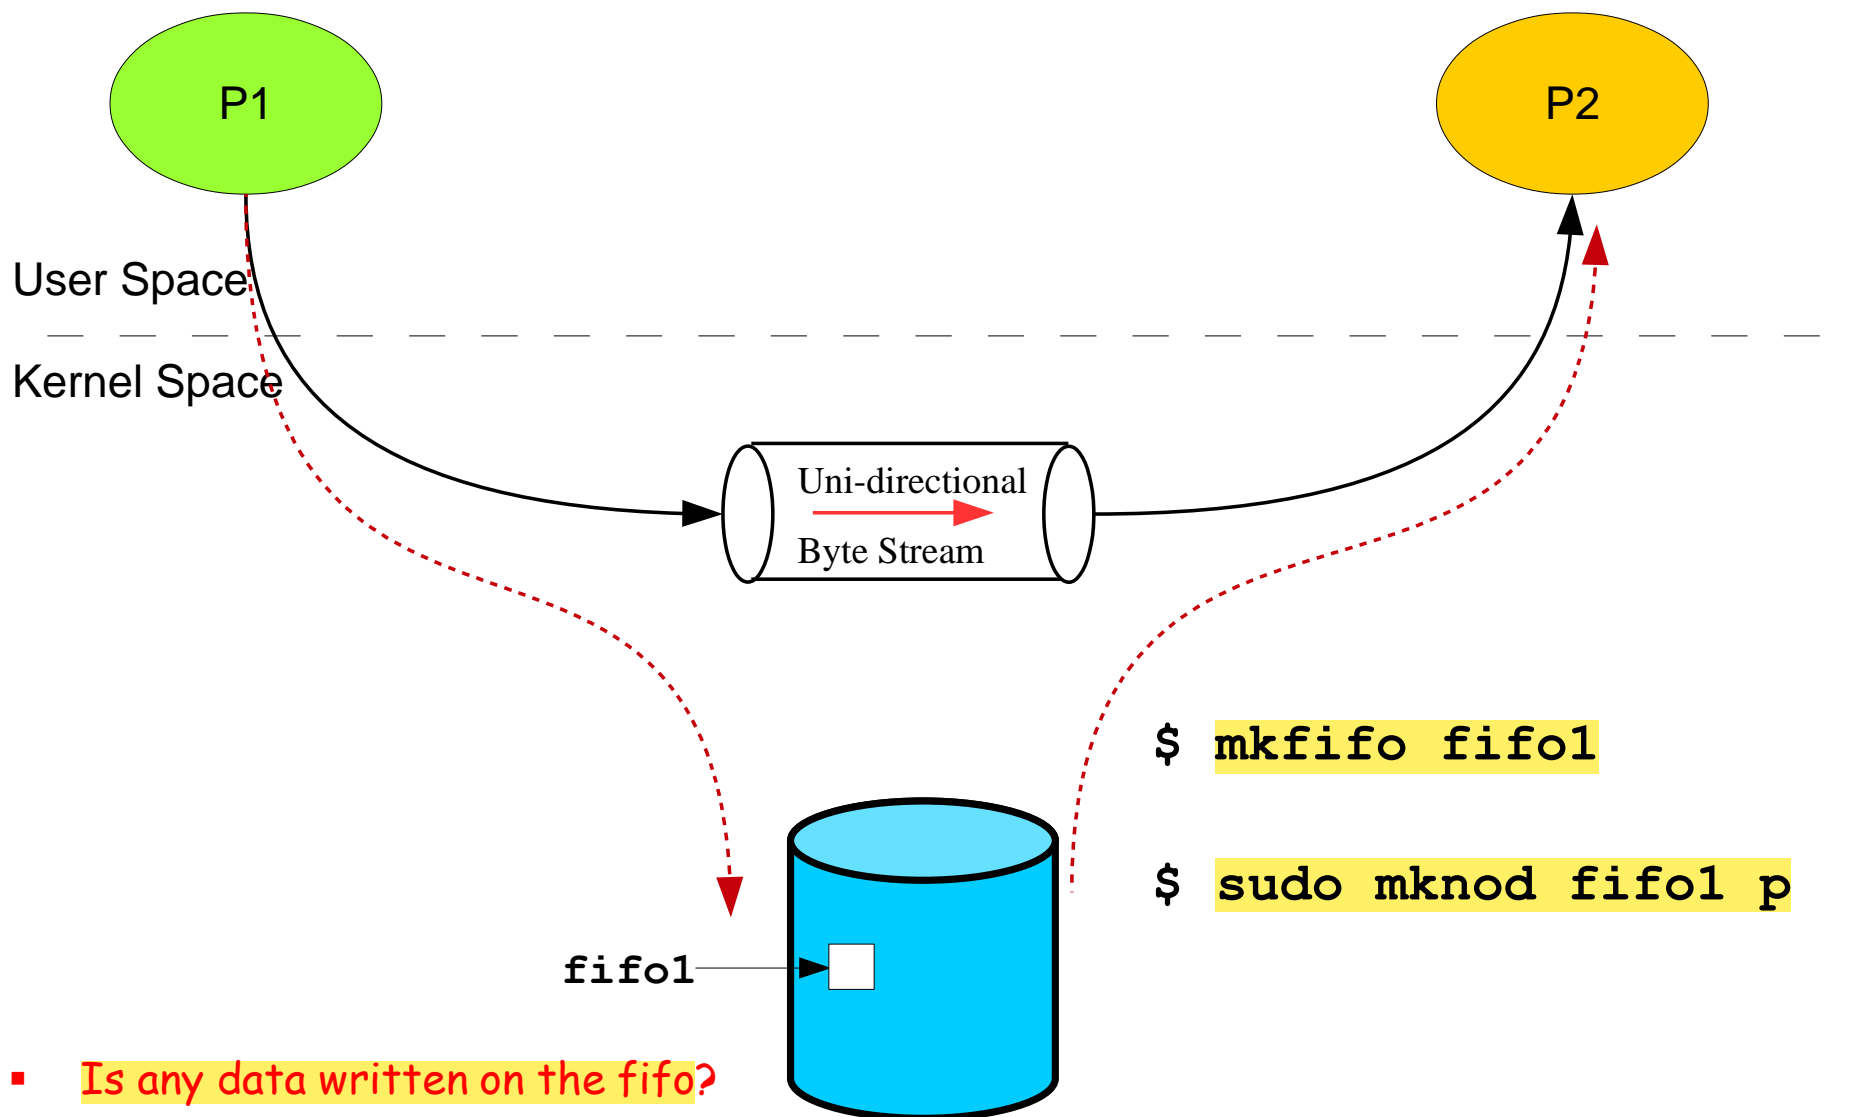 P1
P2
User Space
Kernel Space
Uni-directional
Byte Stream
$ mkfifo fifo1
$ sudo mknod fifo1 p
fifo1
▪ Is any data written on the fifo?